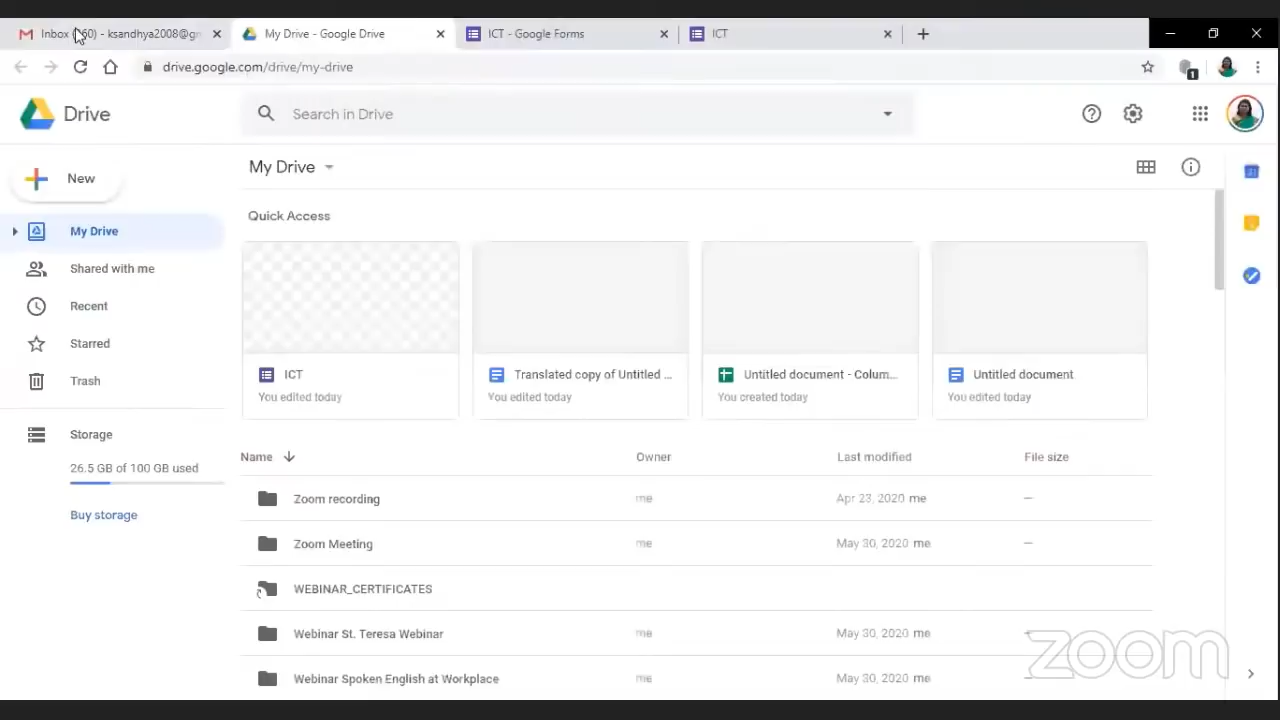 Inbox 60) - ksandhya2008@gm
My Drive - Google Drive
ICT - Google Forms
ICT
drive.google.com/drive/my-drive
1
Drive
Search in Drive
New
My Drive
Quick Access
My Drive
Shared with me
Recent
Starred
Trash
Storage
26.5 GB of 100 GB used
Buy storage
ICT
You edited today
Translated copy of Untitled ...
You edited today
Untitled document - Colum...
You created today
Untitled document
You edited today
Name Owner Last modified File size
Zoom recording me Apr 23, 2020 me —
Zoom Meeting me May 30, 2020 me —
WEBINAR_CERTIFICATES
Webinar St. Teresa Webinar me May 30, 2020 me —
Webinar Spoken English at Workplace me May 30, 2020 me —
zoom